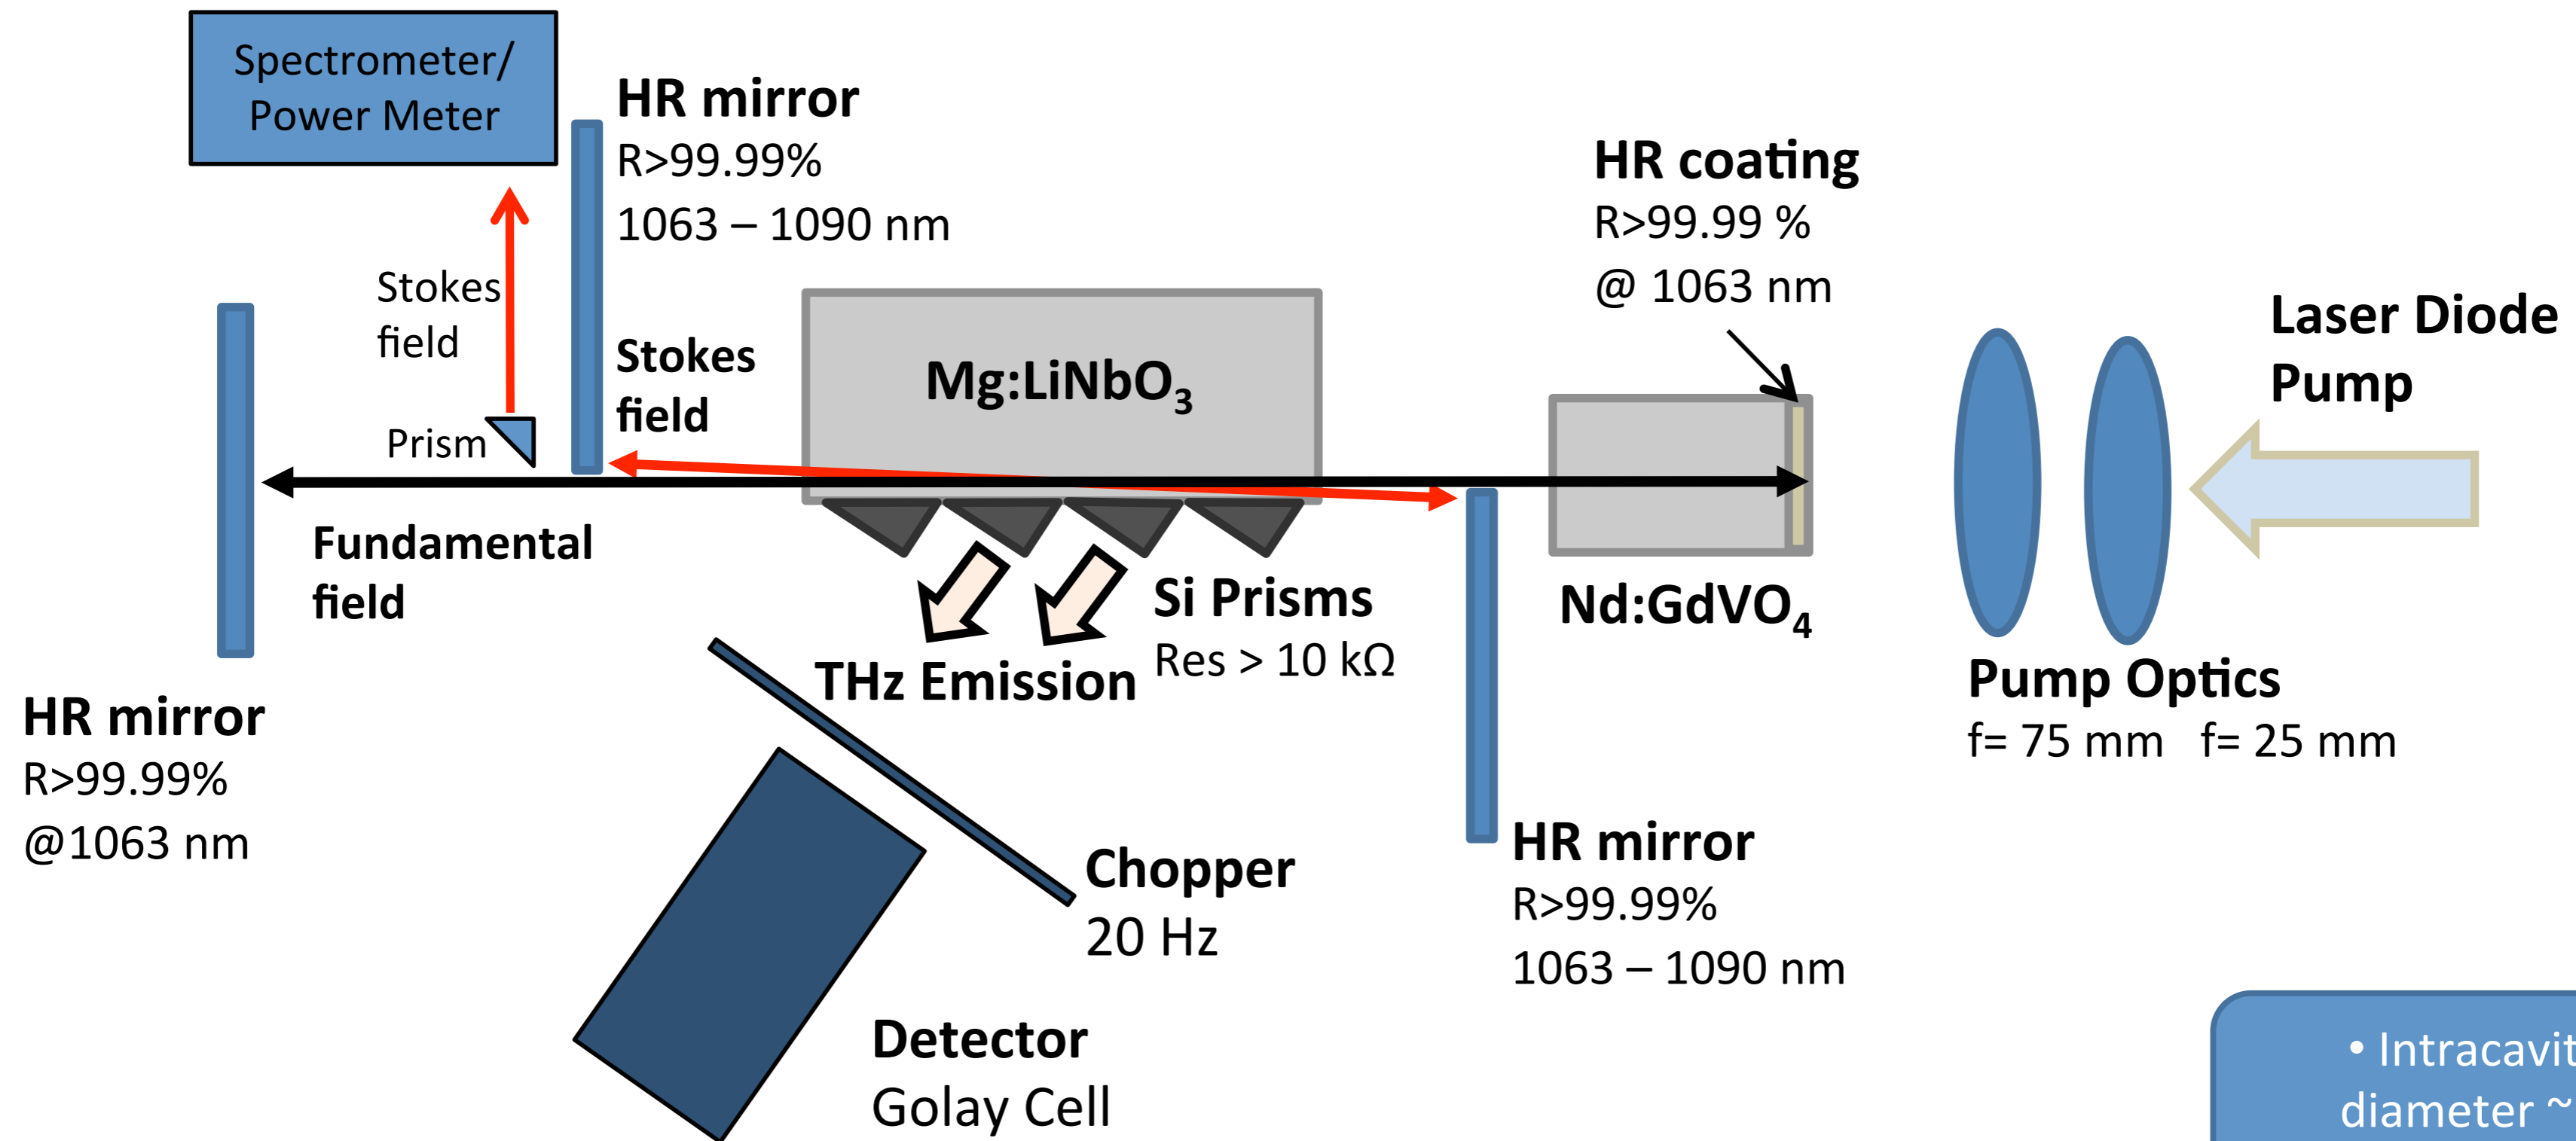 Spectrometer/
Power Meter
HR mirror
R>99.99%
1063 – 1090 nm
HR coating
R>99.99 %
@ 1063 nm
Laser Diode
Pump
Stokes
field
Prism
Stokes
field
Mg:LiNbO₃
Fundamental
field
Si Prisms
Res > 10 kΩ
THz Emission
Nd:GdVO₄
Pump Optics
f= 75 mm f= 25 mm
HR mirror
R>99.99%
@1063 nm
Chopper
20 Hz
HR mirror
R>99.99%
1063 – 1090 nm
Detector
Golay Cell
• Intracavit
diameter ~